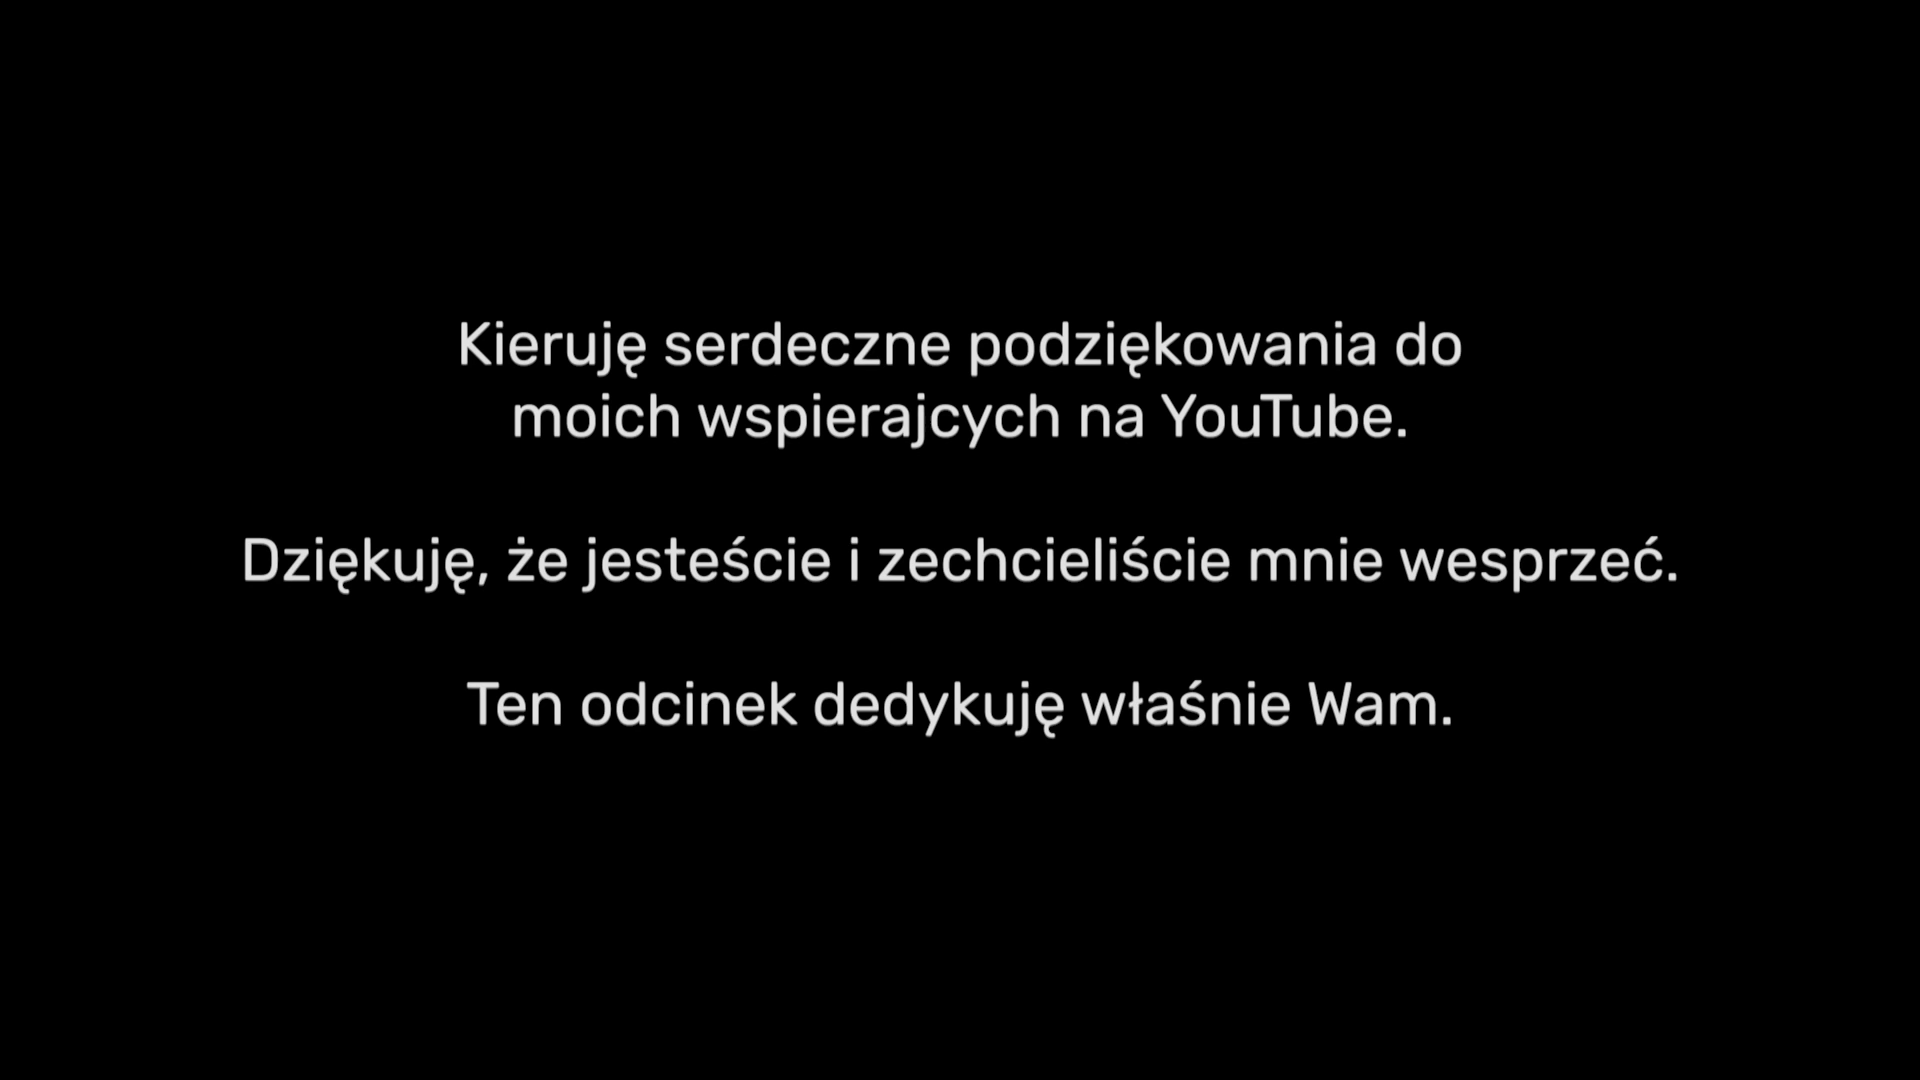 Kieruję serdeczne podziękowania do
moich wspierajcych na YouTube.
Dziękuję, że jesteście i zechcieliście mnie wesprzeć.
Ten odcinek dedykuję właśnie Wam.